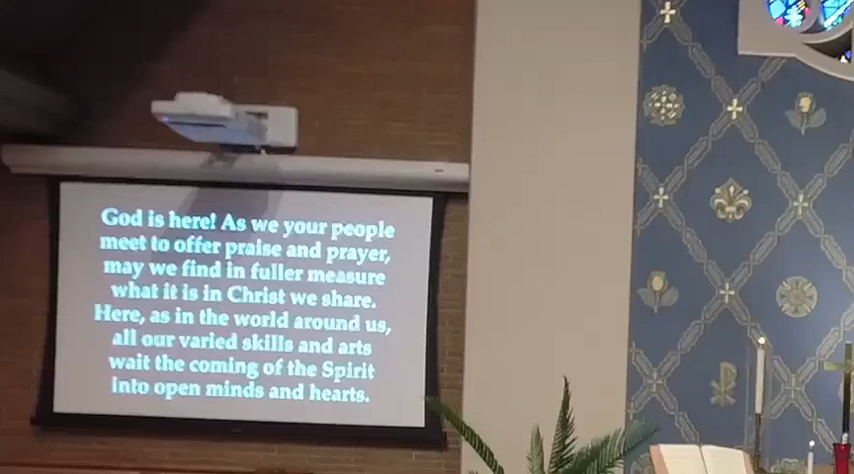 God is here! As we your people
meet to offer praise and prayer,
may we find in fuller measure
what it is in Christ we share.
Here, as in the world around us,
all our varied skills and arts
wait the coming of the Spirit
into open minds and hearts.